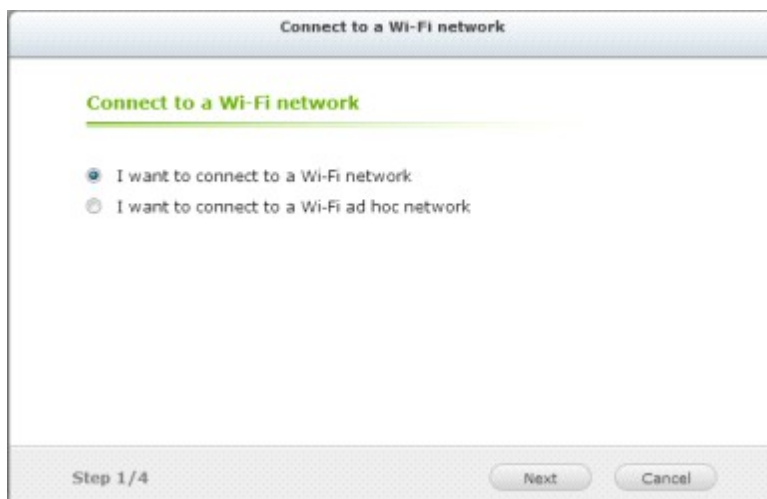 Connect to a Wi-Fi network
Connect to a Wi-Fi network
I want to connect to a Wi-Fi network
I want to connect to a Wi-Fi ad hoc network
Step 1/4
Next
Cancel